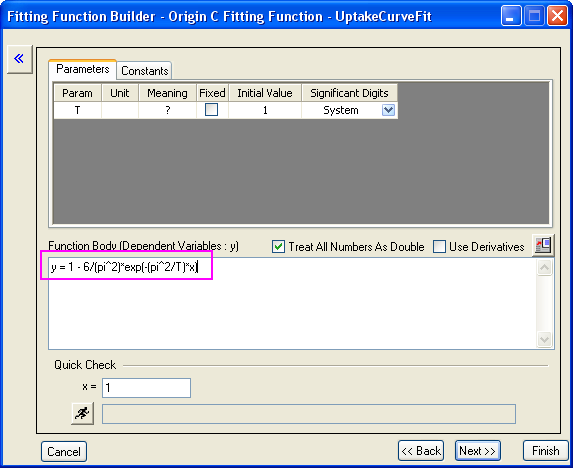 Fitting Function Builder - Origin C Fitting Function - UptakeCurveFit
Parameters Constants
Param Unit Meaning Fixed Initial Value Significant Digits
T ? 1 System
Function Body (Dependent Variables : y) Treat All Numbers As Double Use Derivatives
y = 1 - 6/(pi^2)*exp(-(pi^2/T)*x)
Quick Check
x = 1
Cancel << Back Next >> Finish